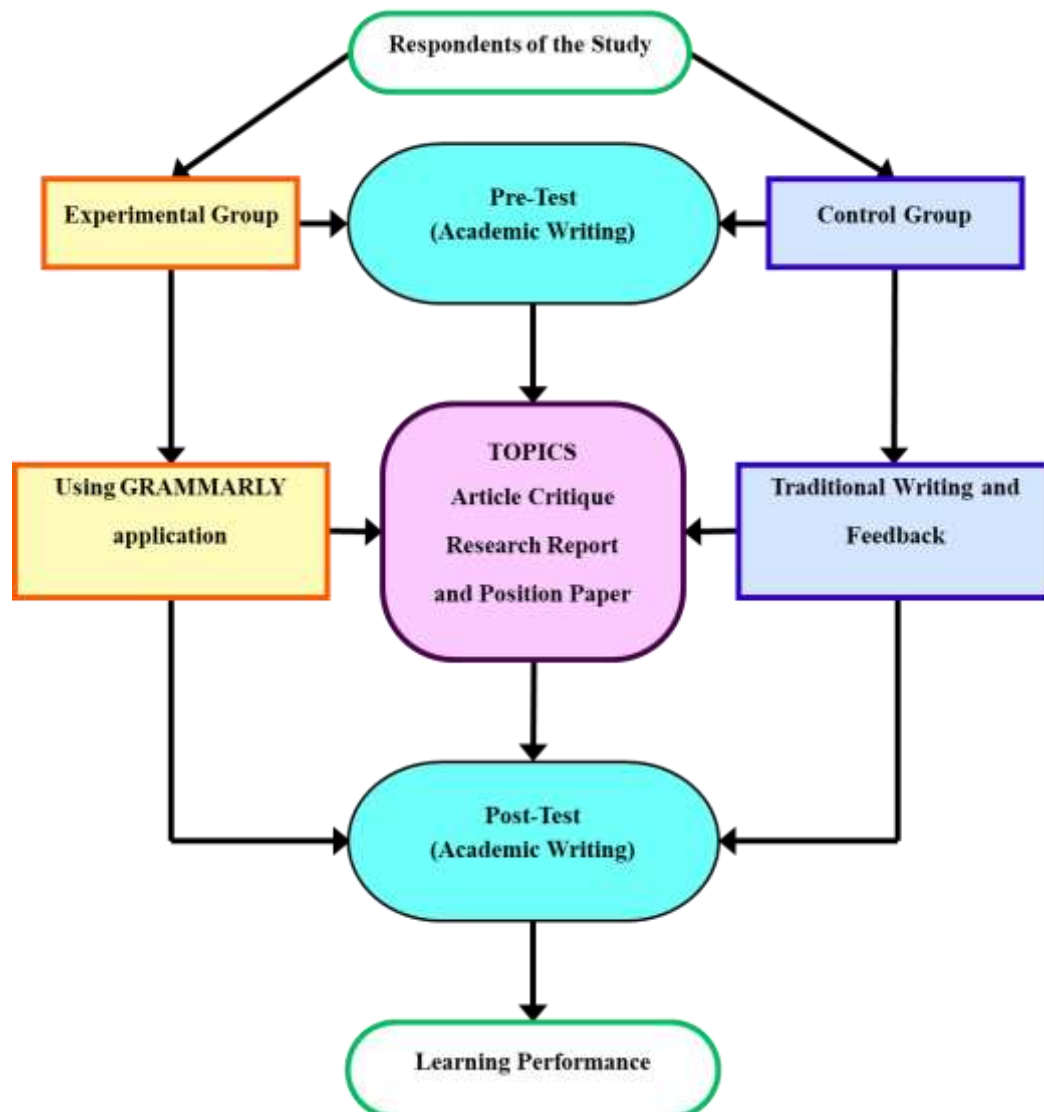 Respondents of the Study
Experimental Group
Pre-Test
(Academic Writing)
Control Group
Using GRAMMARLY
application
TOPICS
Article Critique
Research Report
and Position Paper
Traditional Writing and
Feedback
Post-Test
(Academic Writing)
Learning Performance